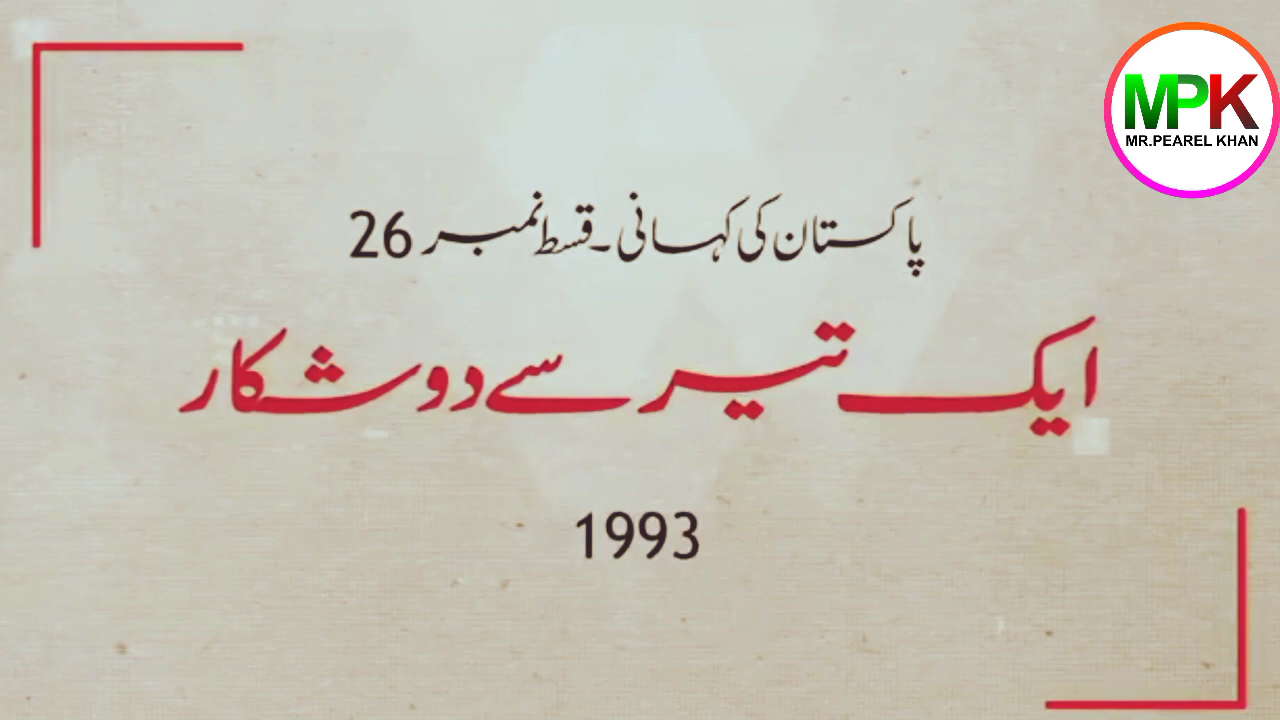 MPK
MR.PEAREL KHAN
پاکستان کی کہانی۔قسط نمبر 26
ایک تیر سے دو شکار
1993